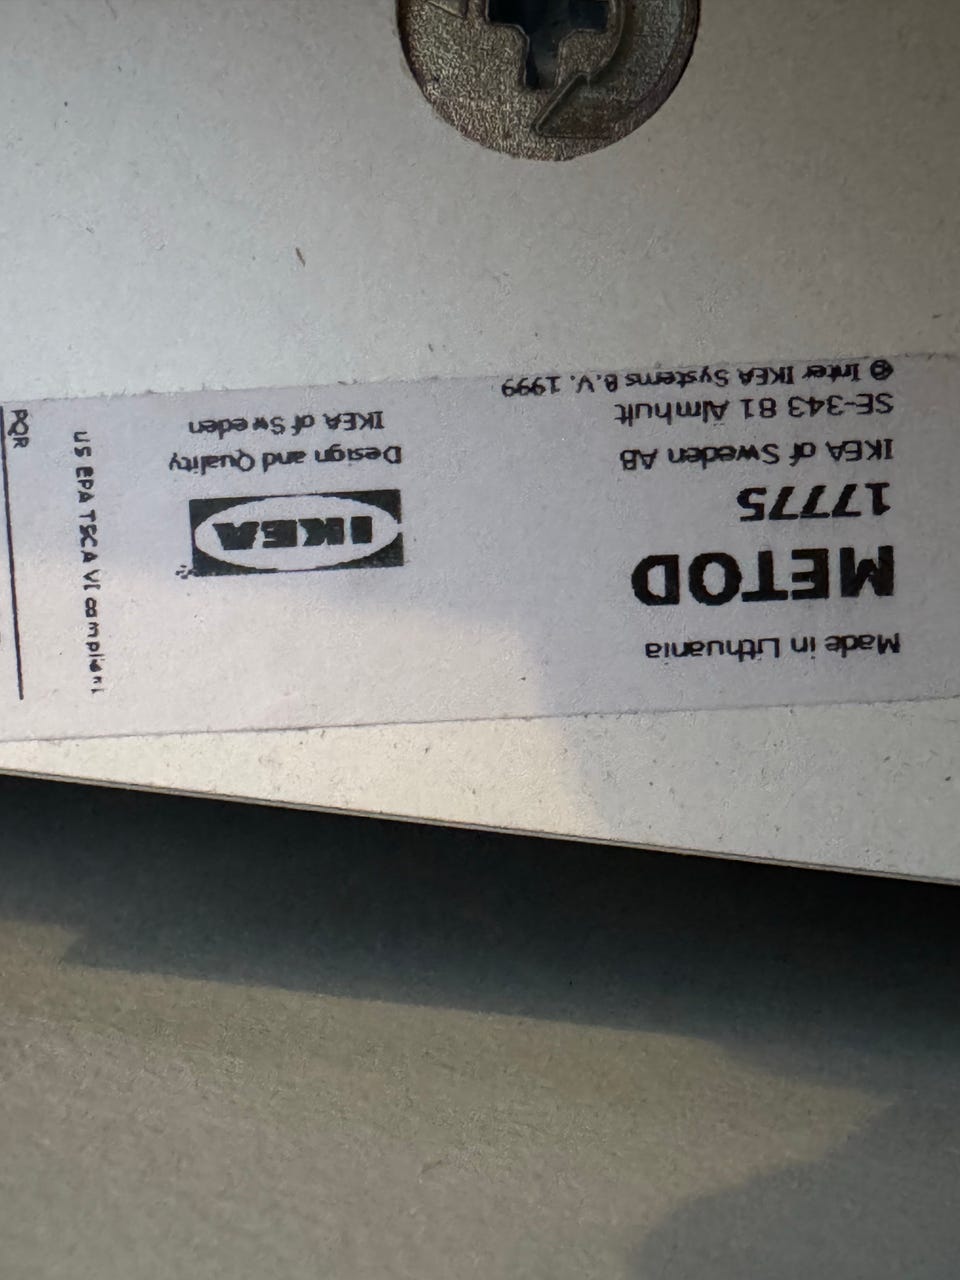 Made in Lithuania
METOD
17775
IKEA of Sweden AB
SE-343 81 Älmhult
© Inter IKEA Systems B.V. 1999
IKEA
Design and Quality
IKEA of Sweden
US EPA TSCA VI compliant
PQR